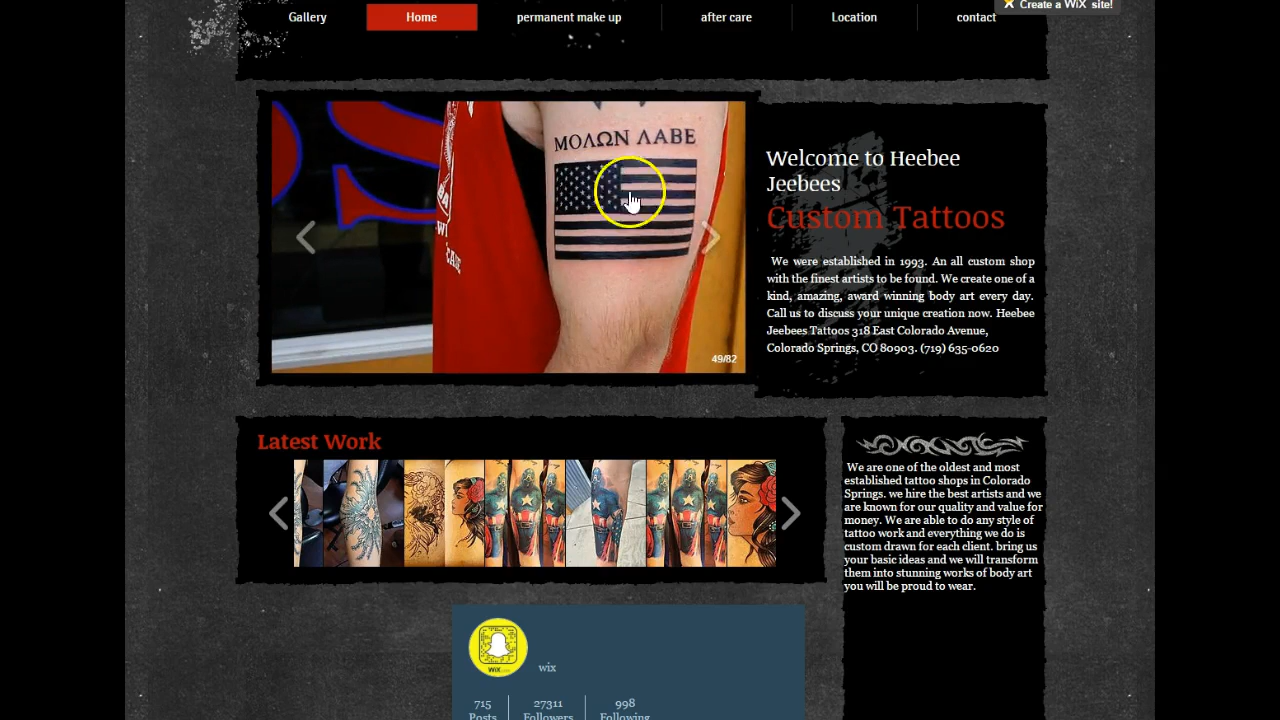 Create a WiX site!
Gallery
Home
permanent make up
after care
Location
contact
ΜΟΛΩΝ ΛΑΒΕ
49/82
Welcome to Heebee
Jeebees
Custom Tattoos
We were established in 1993. An all custom shop
with the finest artists to be found. We create one of a
kind, amazing, award winning body art every day.
Call us to discuss your unique creation now. Heebee
Jeebees Tattoos 318 East Colorado Avenue,
Colorado Springs, CO 80903. (719) 635-0620
Latest Work
We are one of the oldest and most
established tattoo shops in Colorado
Springs. we hire the best artists and we
are known for our quality and value for
money. We are able to do any style of
tattoo work and everything we do is
custom drawn for each client. bring us
your basic ideas and we will transform
them into stunning works of body art
you will be proud to wear.
WiX
wix
715
Posts
27311
Followers
998
Following